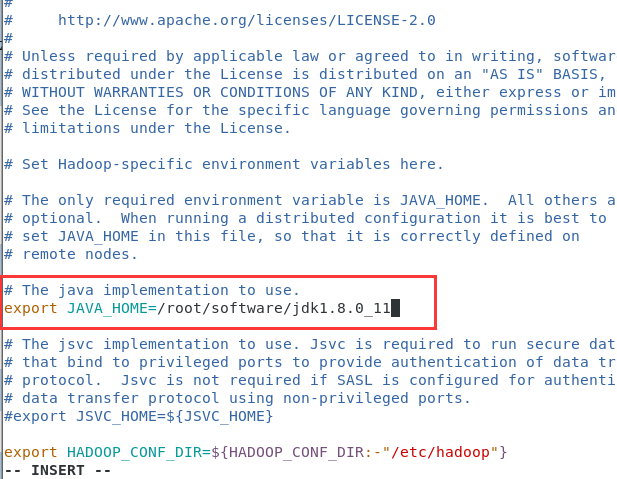 #
#     http://www.apache.org/licenses/LICENSE-2.0
#
# Unless required by applicable law or agreed to in writing, softwar
# distributed under the License is distributed on an "AS IS" BASIS,
# WITHOUT WARRANTIES OR CONDITIONS OF ANY KIND, either express or im
# See the License for the specific language governing permissions an
# limitations under the License.
# Set Hadoop-specific environment variables here.
# The only required environment variable is JAVA_HOME.  All others a
# optional.  When running a distributed configuration it is best to
# set JAVA_HOME in this file, so that it is correctly defined on
# remote nodes.
# The java implementation to use.
export JAVA_HOME=/root/software/jdk1.8.0_11
# The jsvc implementation to use. Jsvc is required to run secure dat
# that bind to privileged ports to provide authentication of data tr
# protocol.  Jsvc is not required if SASL is configured for authenti
# data transfer protocol using non-privileged ports.
#export JSVC_HOME=${JSVC_HOME}
export HADOOP_CONF_DIR=${HADOOP_CONF_DIR:-"/etc/hadoop"}
-- INSERT --